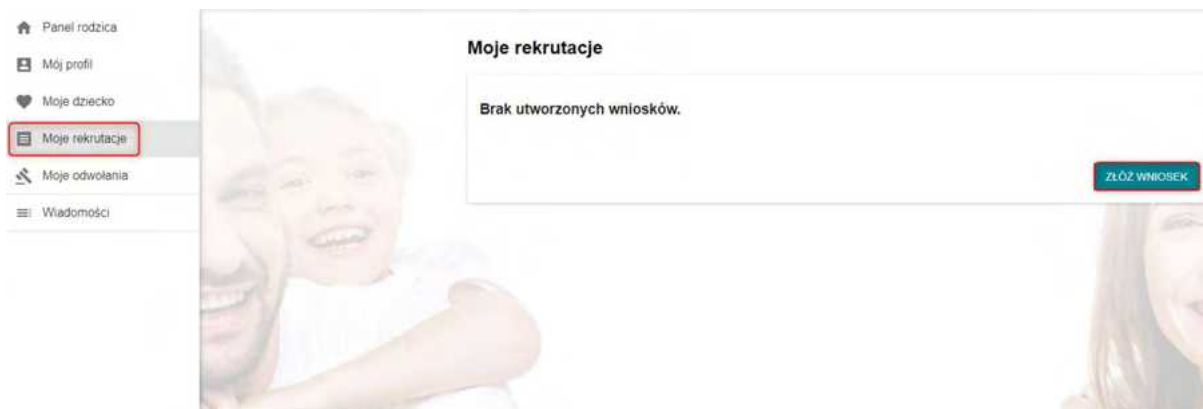 Panel rodzica
Mój profil
Moje dziecko
Moje rekrutacje
Moje odwołania
Wiadomości
Moje rekrutacje
Brak utworzonych wniosków.
ZŁÓŻ WNIOSEK